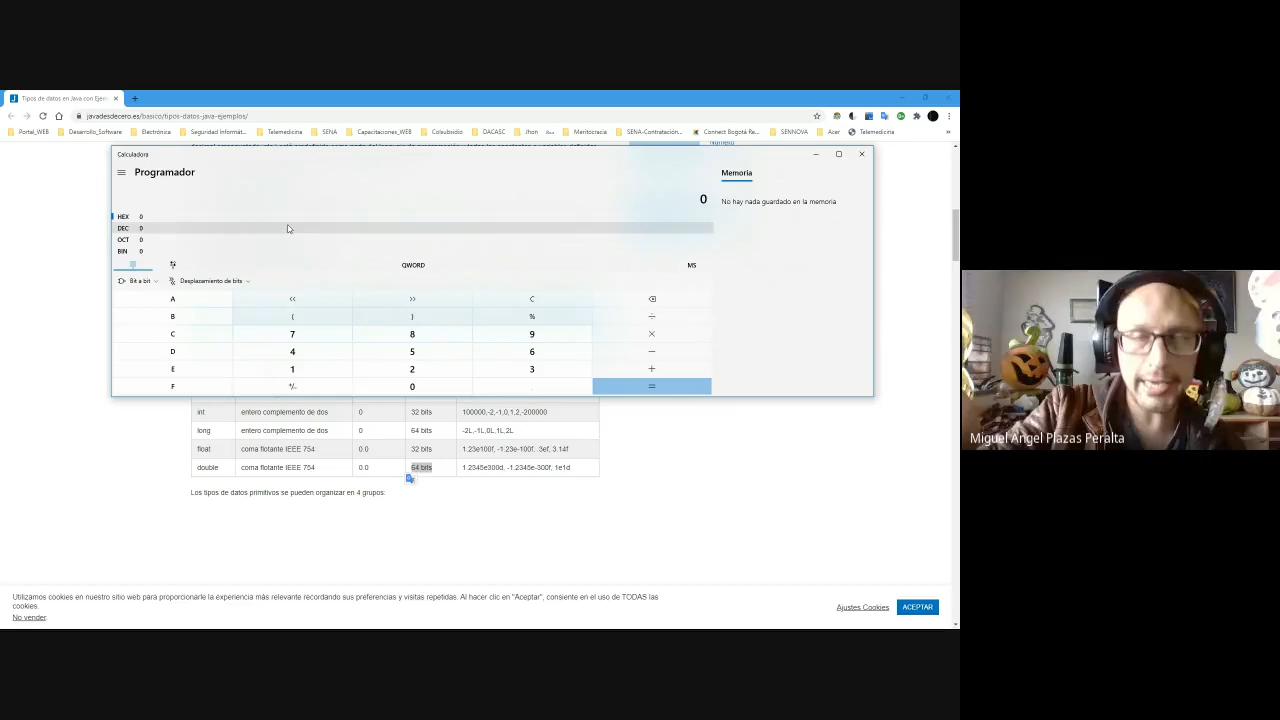 Tipos de datos en Java con Ejem
javadesdecero.es/basico/tipos-datos-java-ejemplos/
Portal_WEB
Desarrollo_Software
Electrónica
Seguridad Informát...
Telemedicina
SENA
Capacitaciones_WEB
Colsubsidio
DACASC
Jhon
Meritocracia
SENA-Contratación...
Connect Bogotá Re...
SENNOVA
Acer
Telemedicina
»
Número
Calculadora
Programador
0
Memoria
No hay nada guardado en la memoria
HEX 0
DEC 0
OCT 0
BIN 0
QWORD
MS
Bit a bit
Desplazamiento de bits
A << >> C
B ( ) % ÷
C 7 8 9 ×
D 4 5 6 −
E 1 2 3 +
F +/- 0 . =
int entero complemento de dos 0 32 bits 100000,-2,-1,0,1,2,-200000
long entero complemento de dos 0 64 bits -2L,-1L,0L,1L,2L
float coma flotante IEEE 754 0.0 32 bits 1.23e100f, -1.23e-100f, .3ef, 3.14f
double coma flotante IEEE 754 0.0 64 bits 1.2345e300d, -1.2345e-300f, 1e1d
Los tipos de datos primitivos se pueden organizar en 4 grupos:
Utilizamos cookies en nuestro sitio web para proporcionarle la experiencia más relevante recordando sus preferencias y visitas repetidas. Al hacer clic en "Aceptar", consiente en el uso de TODAS las
cookies.
No vender.
Ajustes Cookies
ACEPTAR
Miguel Angel Plazas Peralta